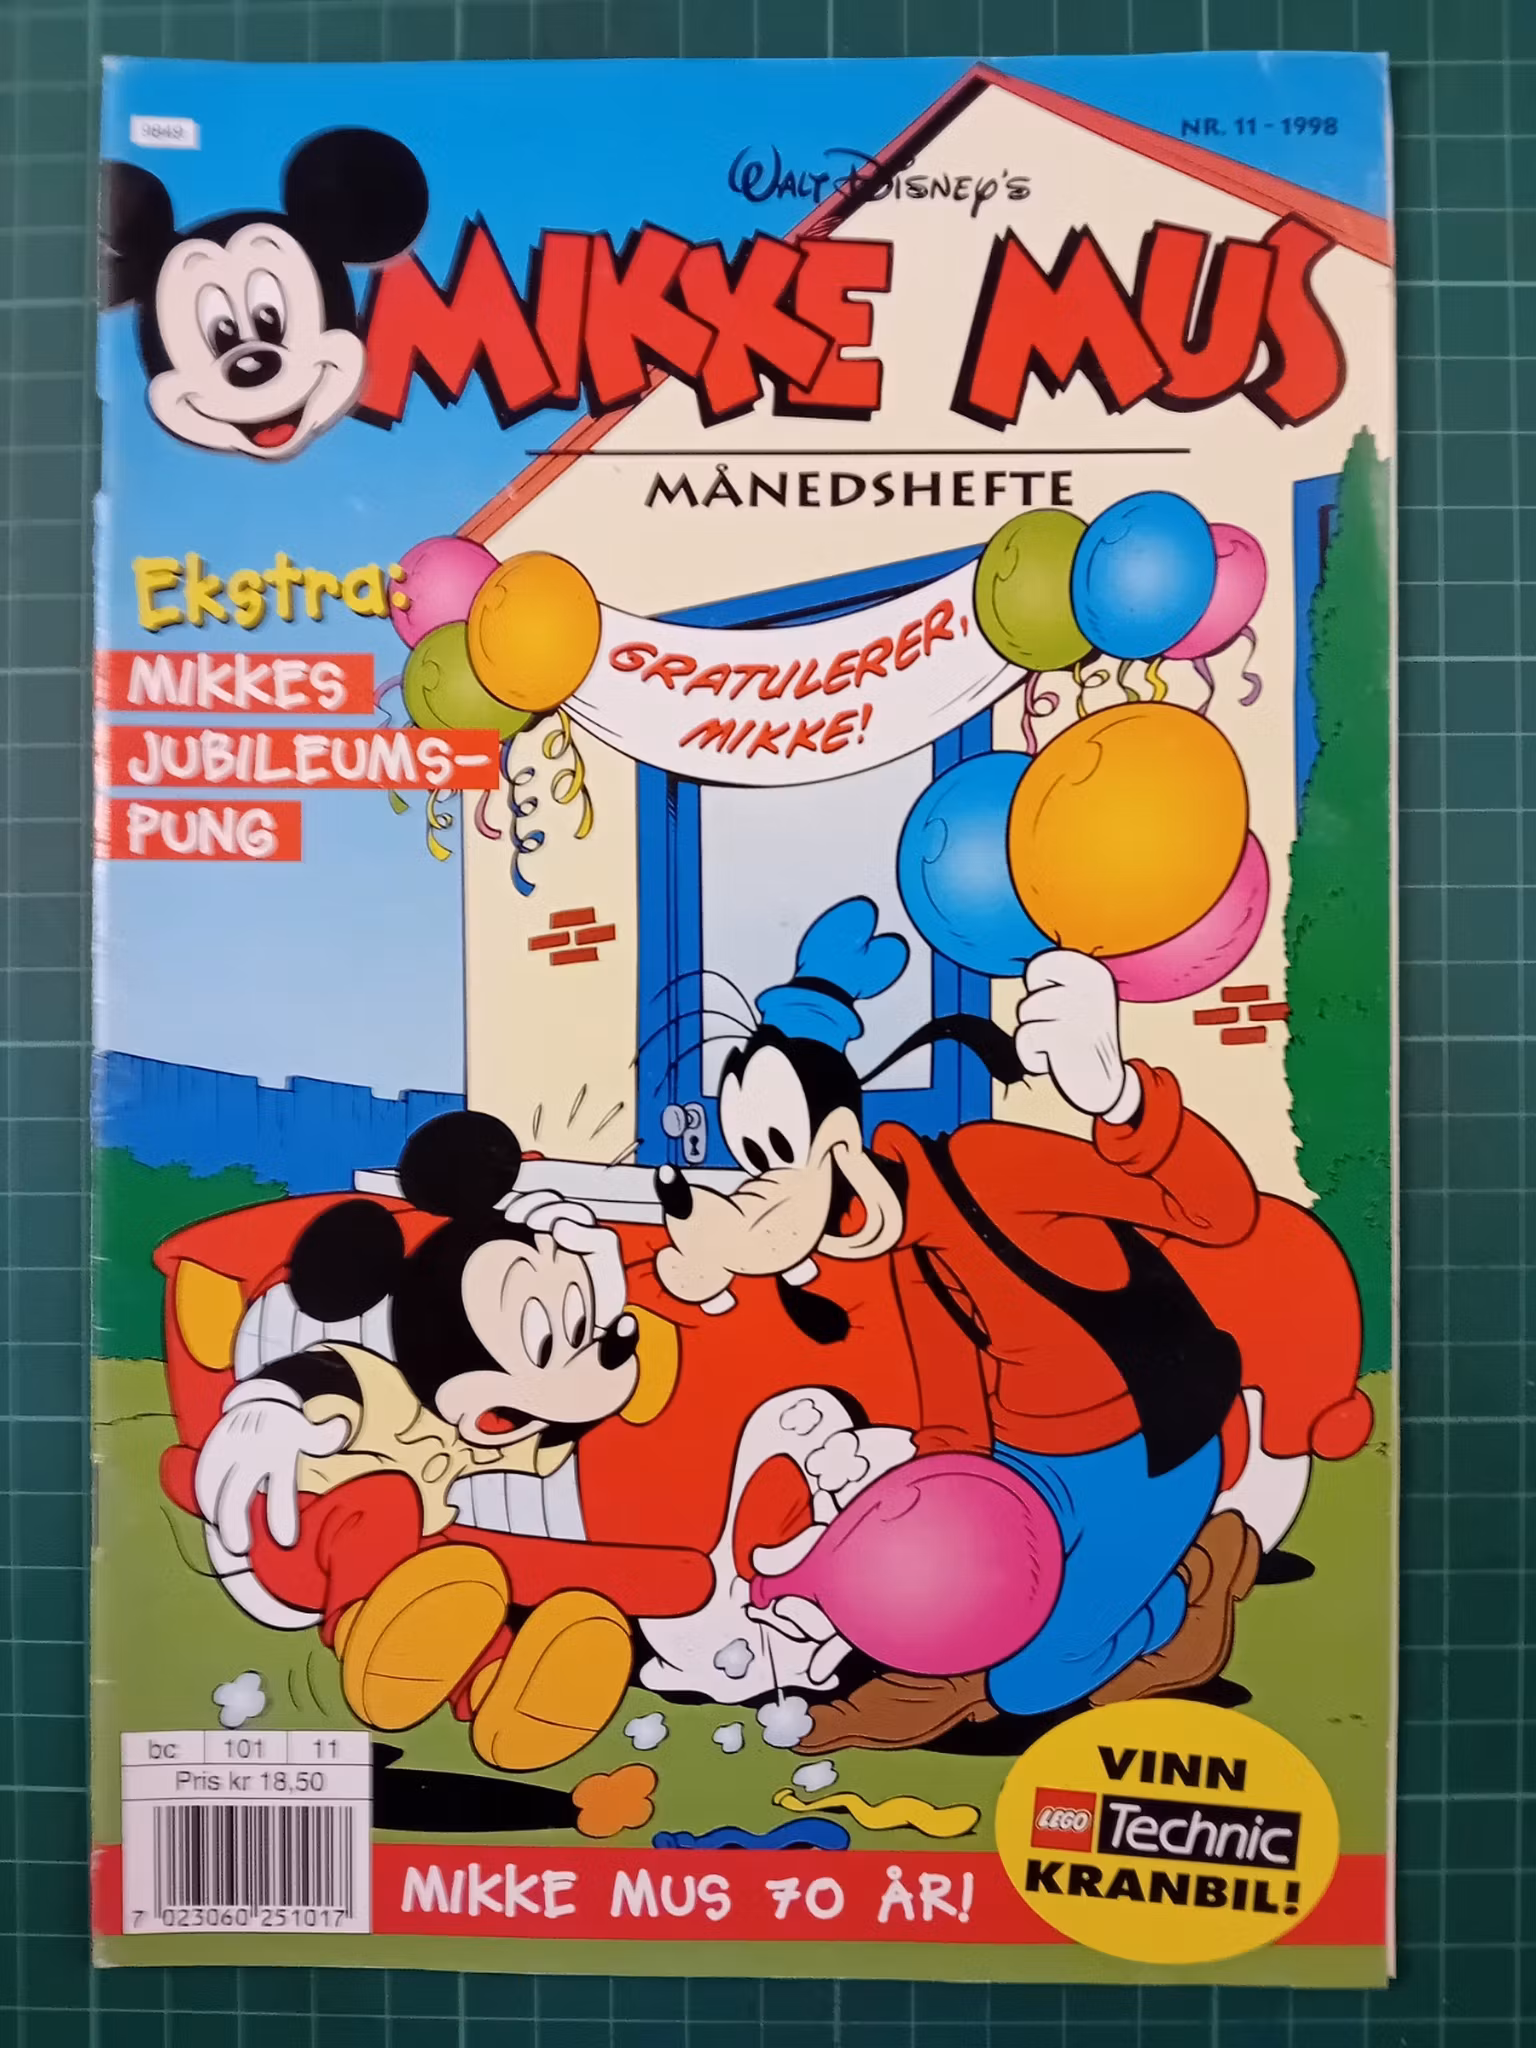 9849
NR. 11 - 1998
WALT DISNEY'S
MIKKE MUS
MÅNEDSHEFTE
Ekstra:
MIKKES
JUBILEUMS-
PUNG
GRATULERER,
MIKKE!
bc 101 11
Pris kr 18,50
7 023060 251017
MIKKE MUS 70 ÅR!
VINN
LEGO Technic
KRANBIL!